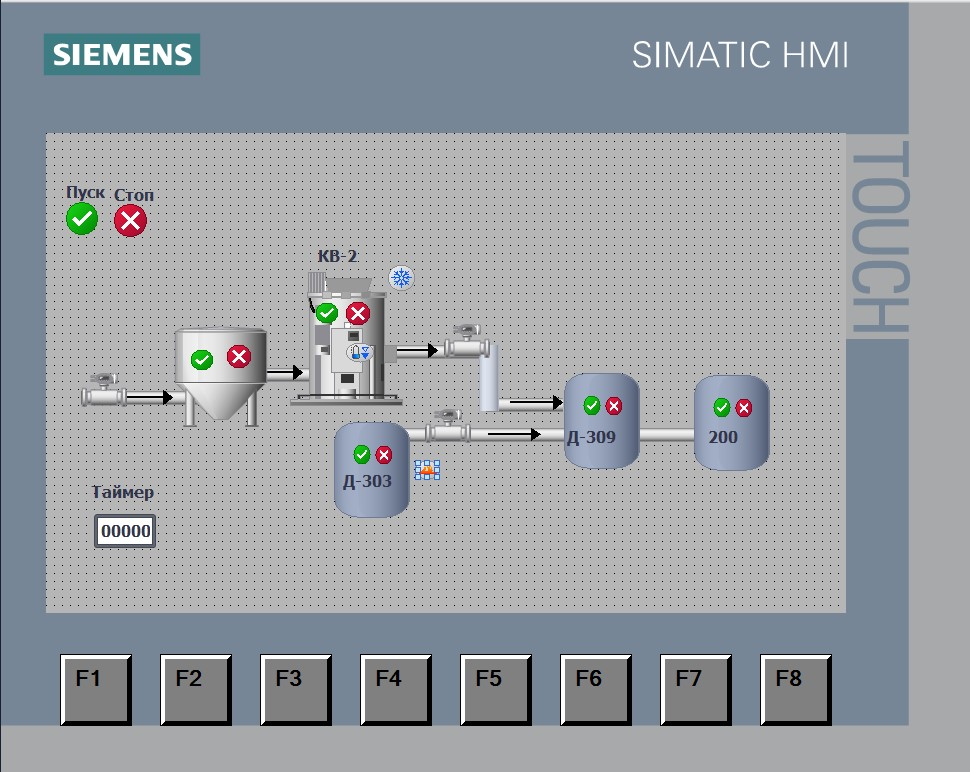 SIEMENS
SIMATIC HMI
TOUCH
Пуск
Стоп
КВ-2
Д-309
200
Д-303
Таймер
00000
F1
F2
F3
F4
F5
F6
F7
F8